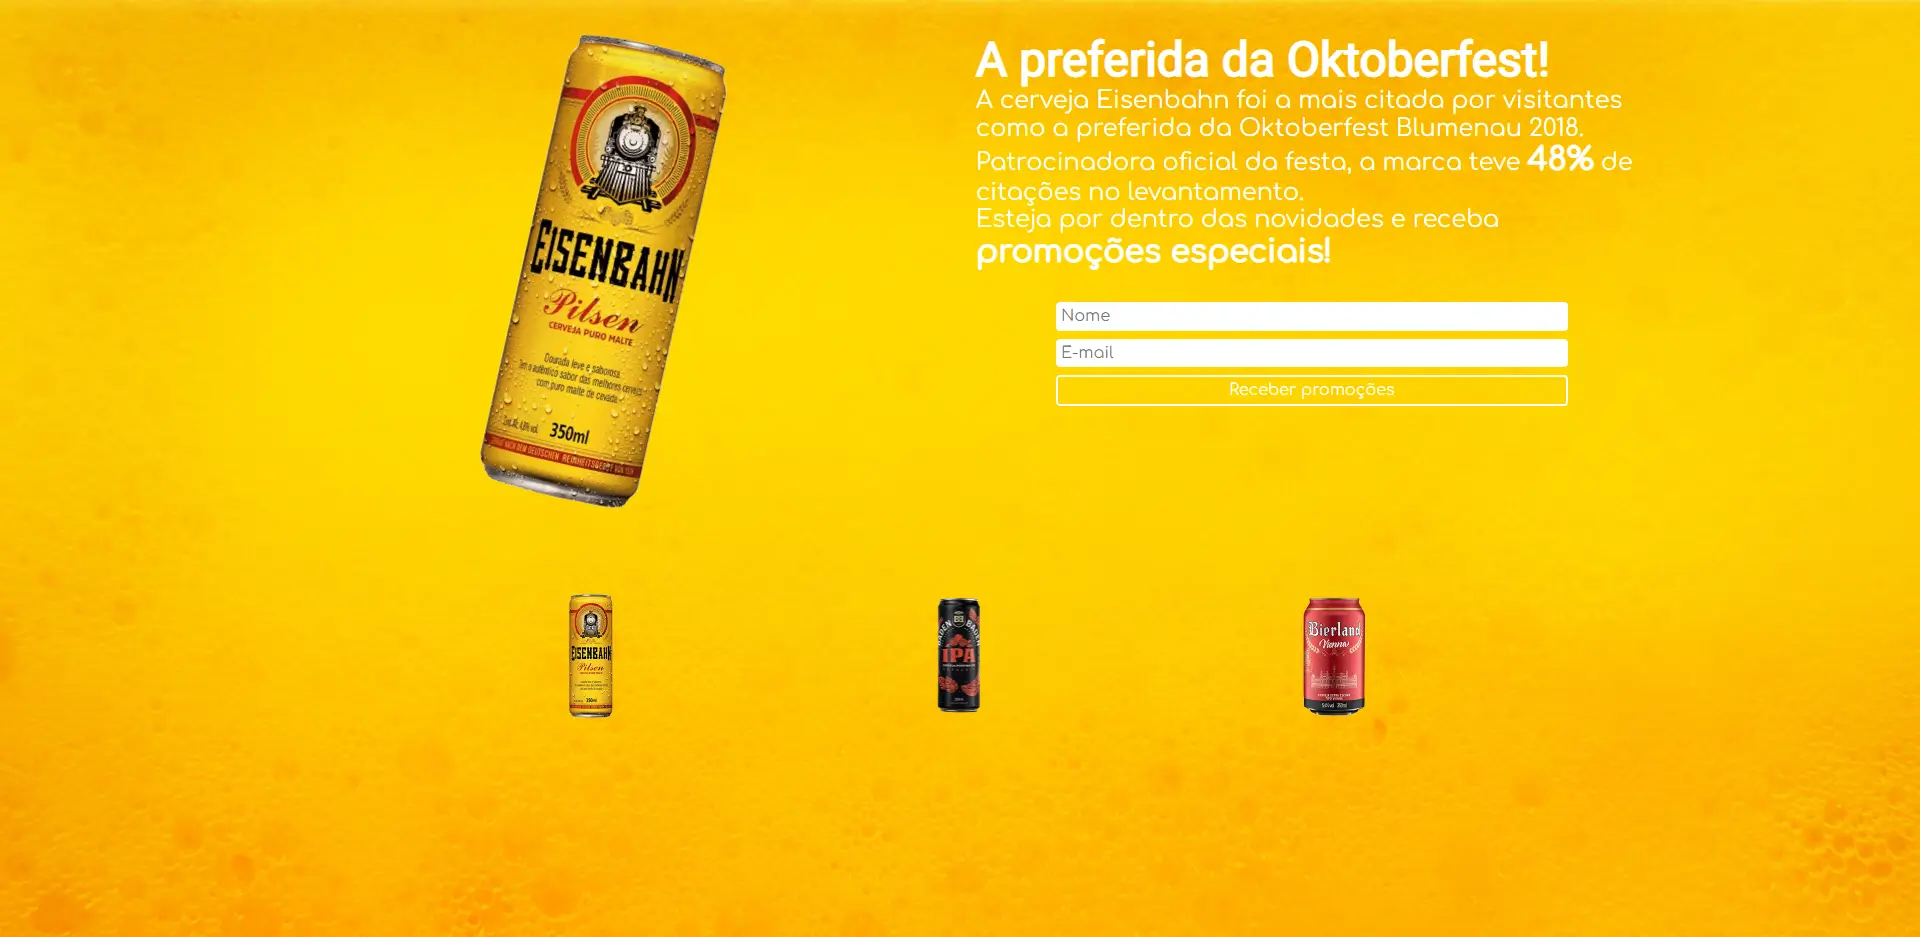 A preferida da Oktoberfest!
A cerveja Eisenbahn foi a mais citada por visitantes
como a preferida da Oktoberfest Blumenau 2018.
Patrocinadora oficial da festa, a marca teve 48% de
citações no levantamento.
Esteja por dentro das novidades e receba
promoções especiais!
Nome
E-mail
Receber promoções
EISENBAHN
Pilsen
CERVEJA PURO MALTE
Dourada leve e saborosa.
Tem o autêntico sabor das melhores cervejas
com puro malte de cevada.
350ml
EISENBAHN
Pilsen
350ml
BADEN BADEN
IPA
Bierland
Vienna